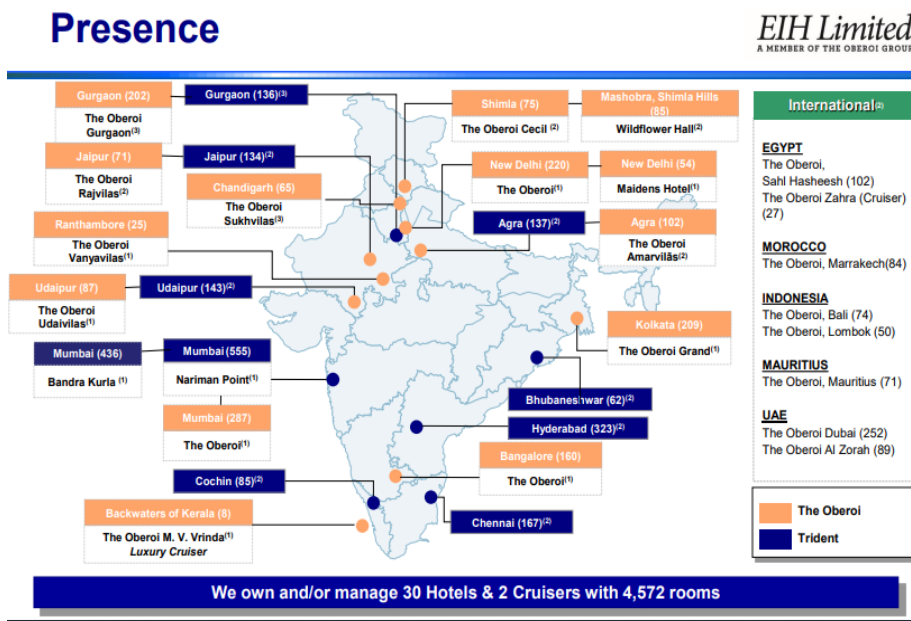 Presence
EIH Limited
A MEMBER OF THE OBEROI GROUP
Gurgaon (202)
The Oberoi
Gurgaon(3)
Gurgaon (136)(3)
Shimla (75)
The Oberoi Cecil (2)
Mashobra, Shimla Hills
(85)
Wildflower Hall(2)
Jaipur (71)
The Oberoi
Rajvilas(2)
Jaipur (134)(2)
Chandigarh (65)
The Oberoi
Sukhvilas(3)
New Delhi (220)
The Oberoi(1)
New Delhi (54)
Maidens Hotel(1)
Ranthambore (25)
The Oberoi
Vanyavilas(1)
Agra (137)(2)
Agra (102)
The Oberoi
Amarvilās(2)
Udaipur (87)
The Oberoi
Udaivilas(1)
Udaipur (143)(2)
Kolkata (209)
The Oberoi Grand(1)
Mumbai (436)
Bandra Kurla (1)
Mumbai (555)
Nariman Point(1)
Mumbai (287)
The Oberoi(1)
Bhubaneshwar (62)(2)
Hyderabad (323)(2)
Bangalore (160)
The Oberoi(1)
Cochin (85)(2)
Chennai (167)(2)
Backwaters of Kerala (8)
The Oberoi M. V. Vrinda(1)
Luxury Cruiser
International(2)
EGYPT
The Oberoi,
Sahl Hasheesh (102)
The Oberoi Zahra (Cruiser)
(27)
MOROCCO
The Oberoi, Marrakech(84)
INDONESIA
The Oberoi, Bali (74)
The Oberoi, Lombok (50)
MAURITIUS
The Oberoi, Mauritius (71)
UAE
The Oberoi Dubai (252)
The Oberoi Al Zorah (89)
The Oberoi
Trident
We own and/or manage 30 Hotels & 2 Cruisers with 4,572 rooms